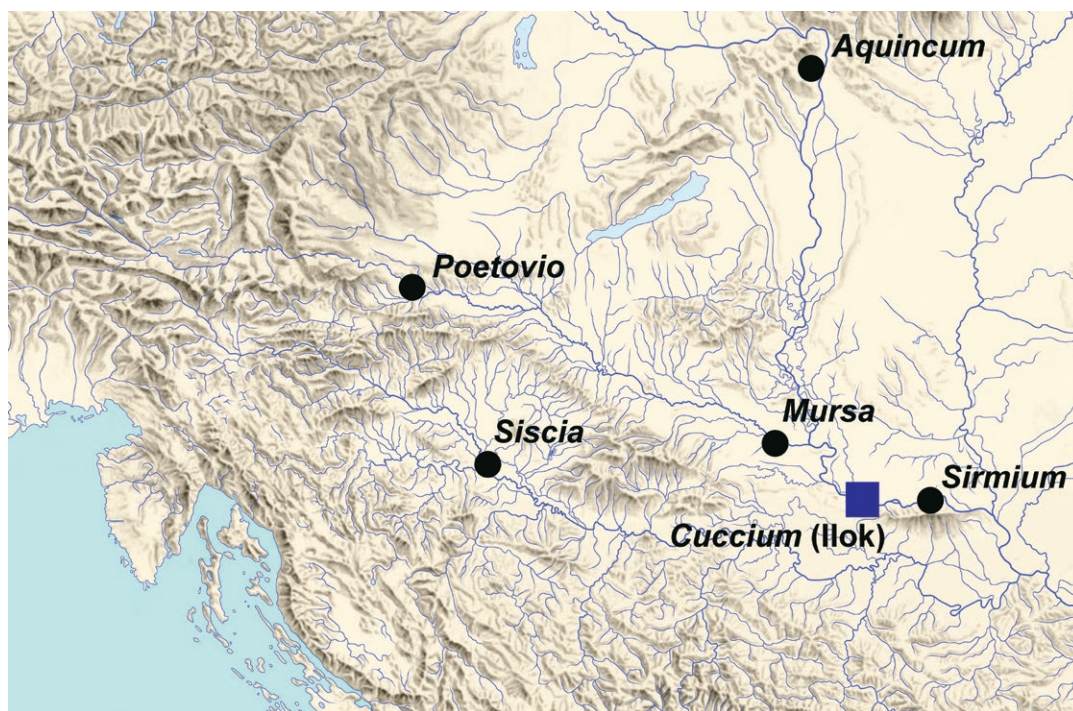 Aquincum
Poetovio
Mursa
Siscia
Sirmium
Cuccium (Ilok)